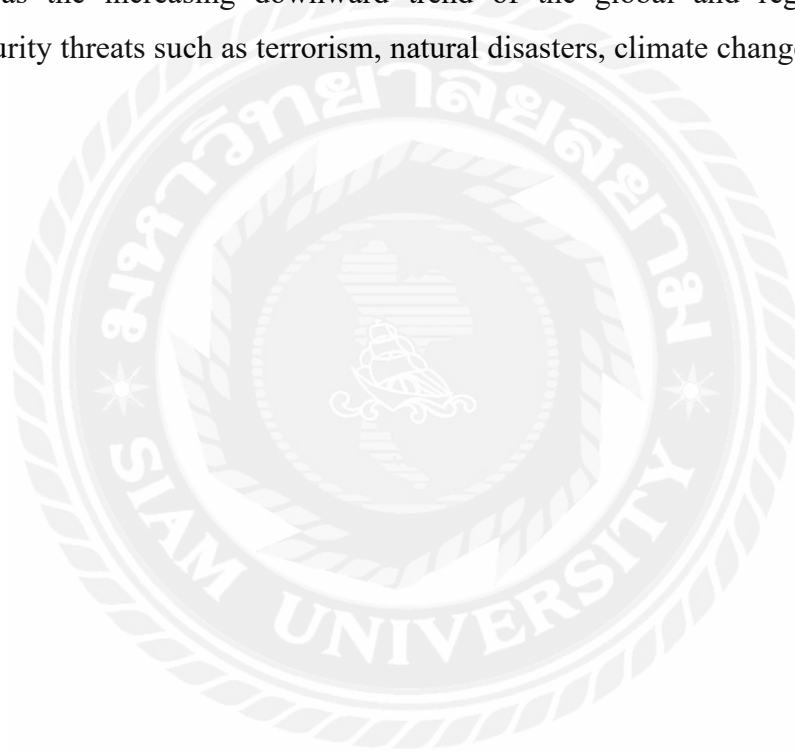 as the increasing downward trend of the global and reg
urity threats such as terrorism, natural disasters, climate change
มหาวิทยาลัยสยาม
SIAM UNIVERSITY